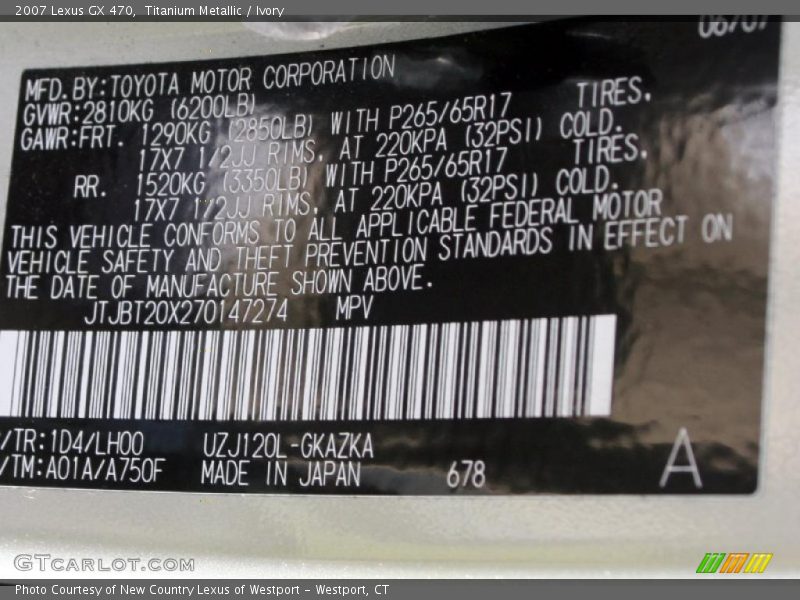 2007 Lexus GX 470, Titanium Metallic / Ivory
06/07
MFD. BY: TOYOTA MOTOR CORPORATION
GVWR: 2810KG (6200LB)
GAWR: FRT. 1290KG (2850LB) WITH P265/65R17 TIRES.
17X7 1/2JJ RIMS, AT 220KPA (32PSI) COLD.
RR. 1520KG (3350LB) WITH P265/65R17 TIRES.
17X7 1/2JJ RIMS, AT 220KPA (32PSI) COLD.
THIS VEHICLE CONFORMS TO ALL APPLICABLE FEDERAL MOTOR
VEHICLE SAFETY AND THEFT PREVENTION STANDARDS IN EFFECT ON
THE DATE OF MANUFACTURE SHOWN ABOVE.
JTJBT20X270147274 MPV
/TR: 1D4/LH00 UZJ120L-GKAZKA
/TM: A01A/A750F MADE IN JAPAN 678 A
GTCARLOT.COM
Photo Courtesy of New Country Lexus of Westport - Westport, CT